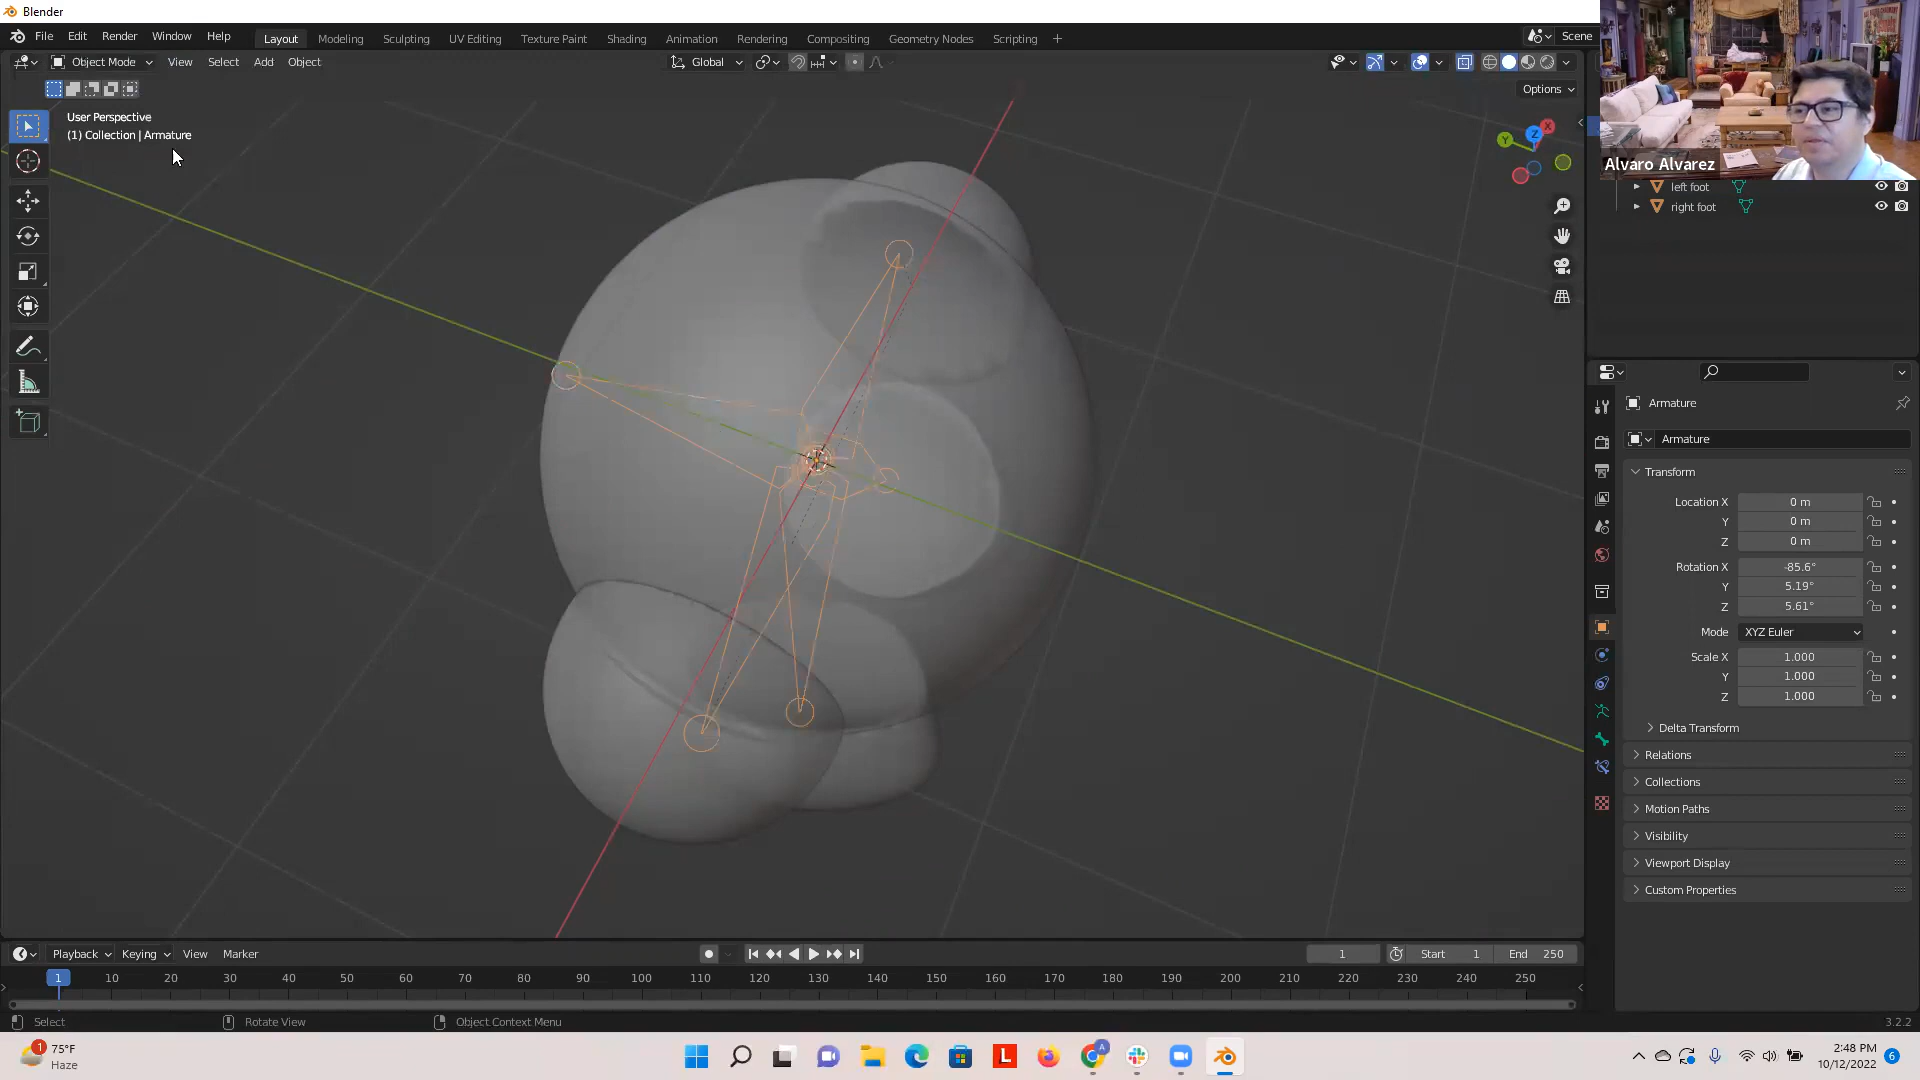 Blender
File Edit Render Window Help
Layout Modeling Sculpting UV Editing Texture Paint Shading Animation Rendering Compositing Geometry Nodes Scripting +
Scene
Object Mode View Select Add Object
Global
Options
User Perspective
(1) Collection | Armature
X
Y
Z
Alvaro Alvarez
left foot
right foot
Armature
Armature
Transform
Location X 0 m
Y 0 m
Z 0 m
Rotation X -85.6°
Y 5.19°
Z 5.61°
Mode XYZ Euler
Scale X 1.000
Y 1.000
Z 1.000
Delta Transform
Relations
Collections
Motion Paths
Visibility
Viewport Display
Custom Properties
Playback Keying View Marker
1 Start 1 End 250
1 10 20 30 40 50 60 70 80 90 100 110 120 130 140 150 160 170 180 190 200 210 220 230 240 250
Select Rotate View Object Context Menu
3.2.2
1
75°F
Haze
L
A
2:48 PM
10/12/2022
6